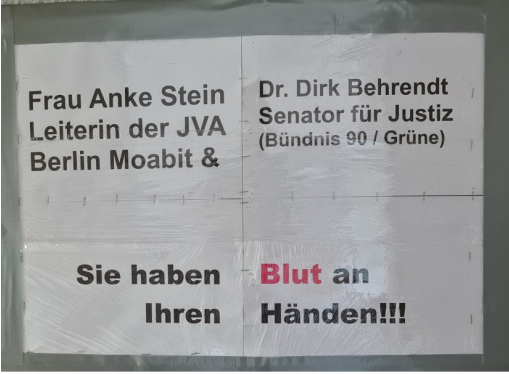 Frau Anke Stein
Leiterin der JVA
Berlin Moabit &
Dr. Dirk Behrendt
Senator für Justiz
(Bündnis 90 / Grüne)
Sie haben Blut an
Ihren Händen!!!